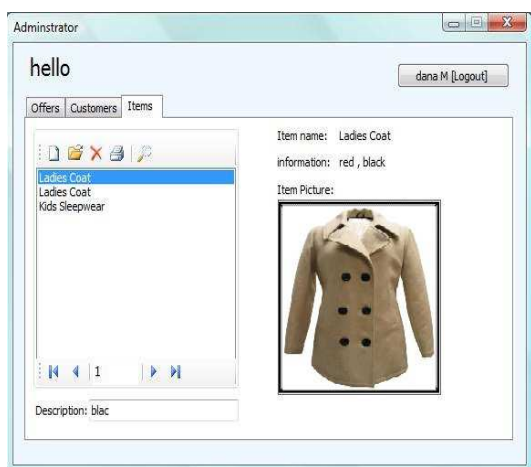 Adminstrator
hello
dana M [Logout]
Offers Customers Items
Ladies Coat
Ladies Coat
Kids Sleepwear
1
Description: blac
Item name: Ladies Coat
information: red , black
Item Picture: